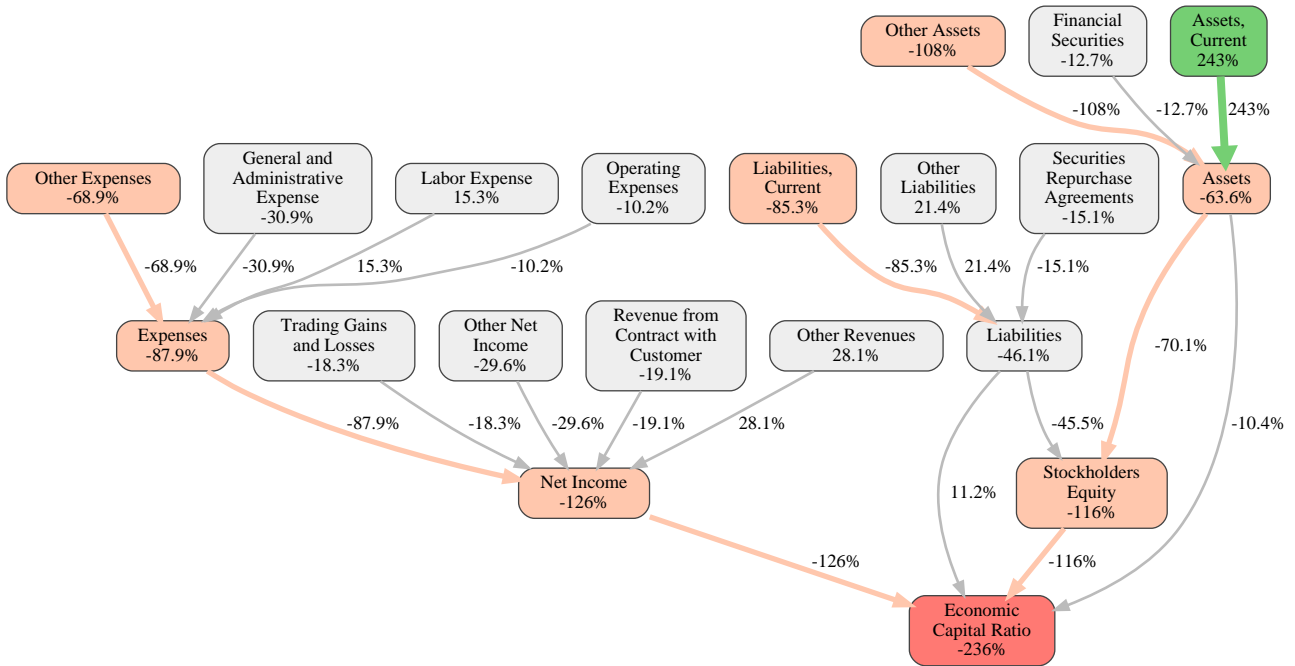 Other Assets
-108%
Financial
Securities
-12.7%
Assets,
Current
243%
-108%
-12.7%
243%
Other Expenses
-68.9%
General and
Administrative
Expense
-30.9%
Labor Expense
15.3%
Operating
Expenses
-10.2%
Liabilities,
Current
-85.3%
Other
Liabilities
21.4%
Securities
Repurchase
Agreements
-15.1%
Assets
-63.6%
-68.9%
-30.9%
15.3%
-10.2%
-85.3%
21.4%
-15.1%
Expenses
-87.9%
Trading Gains
and Losses
-18.3%
Other Net
Income
-29.6%
Revenue from
Contract with
Customer
-19.1%
Other Revenues
28.1%
Liabilities
-46.1%
-70.1%
-87.9%
-18.3%
-29.6%
-19.1%
28.1%
-45.5%
-10.4%
Net Income
-126%
11.2%
Stockholders
Equity
-116%
-126%
-116%
Economic
Capital Ratio
-236%